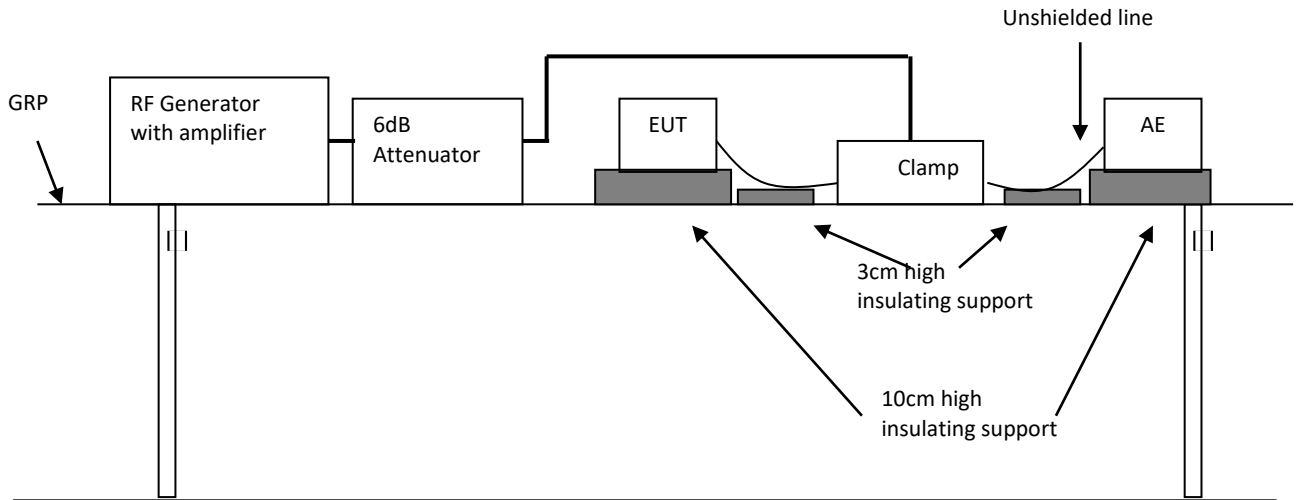 Unshielded line
GRP
RF Generator
with amplifier
6dB
Attenuator
EUT
Clamp
AE
3cm high
insulating support
10cm high
insulating support